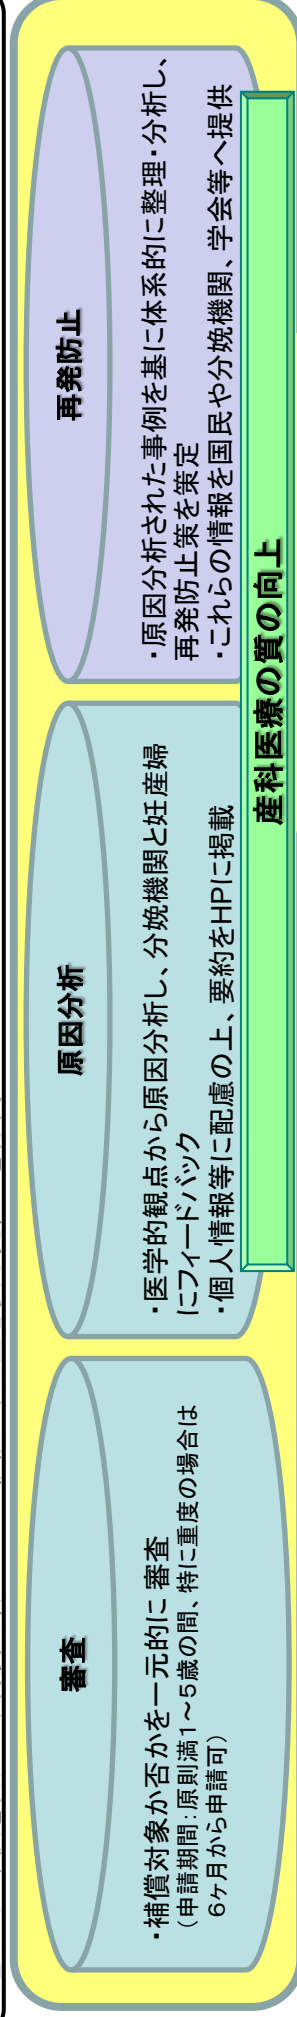 審査
・補償対象か否かを一元的に 審査
（申請期間：原則満１～５歳の間、特に重度の場合は
６ヶ月から申請可）
原因分析
・医学的観点から原因分析し、分娩機関と妊産婦
にフィードバック
・個人情報等に配慮の上、要約をHPに掲載
再発防止
・原因分析された事例を基に体系的に整理・分析し、
再発防止策を策定
・これらの情報を国民や分娩機関、学会等へ提供
産科医療の質の向上